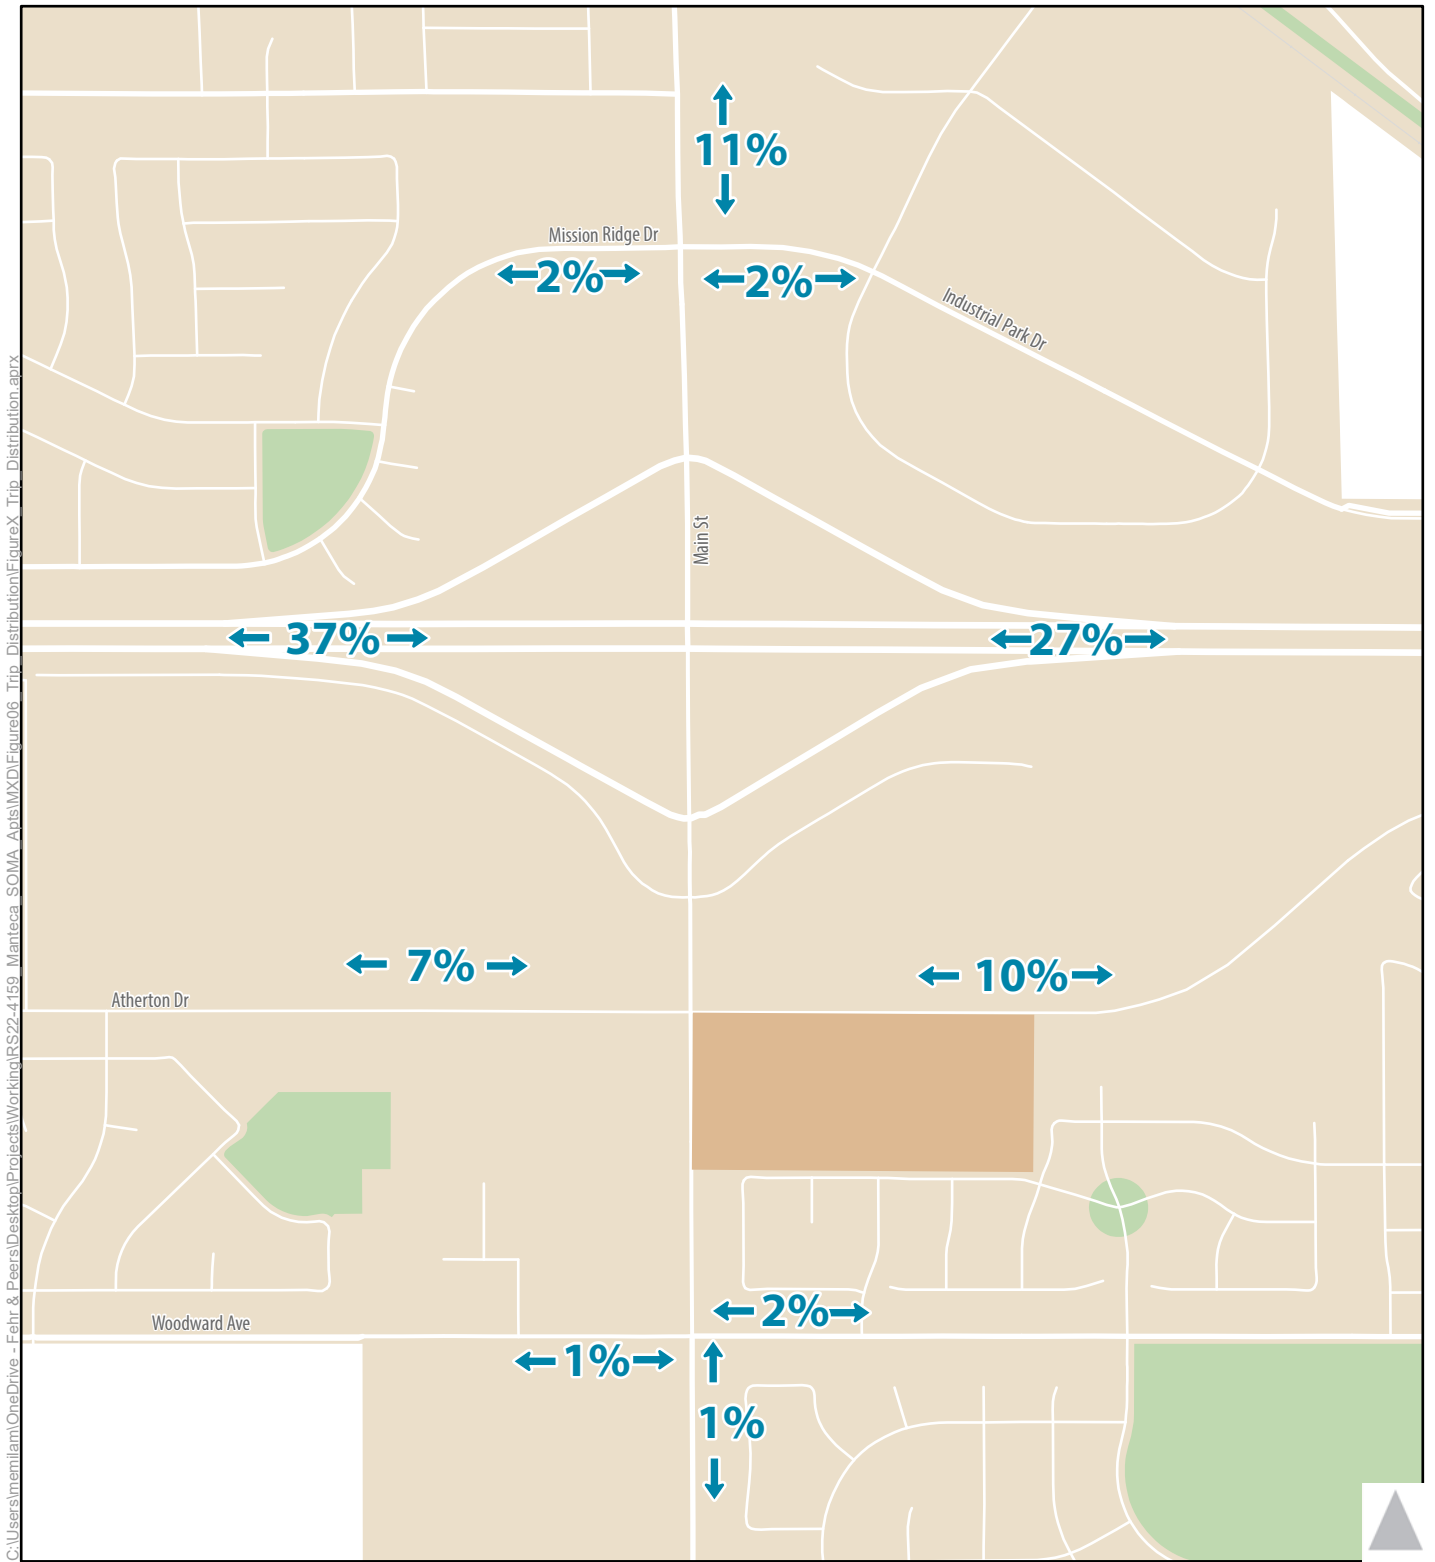 11%
Mission Ridge Dr
2%
2%
Industrial Park Dr
Main St
37%
27%
7%
10%
Atherton Dr
2%
Woodward Ave
1%
1%
C:\Users\memilam\OneDrive - Fehr & Peers\Desktop\Projects\Working\RS22-4159_Manteca_SOMA_Apts\MXD\Figure06_Trip_Distribution\FigureX_Trip_Distribution.aprx